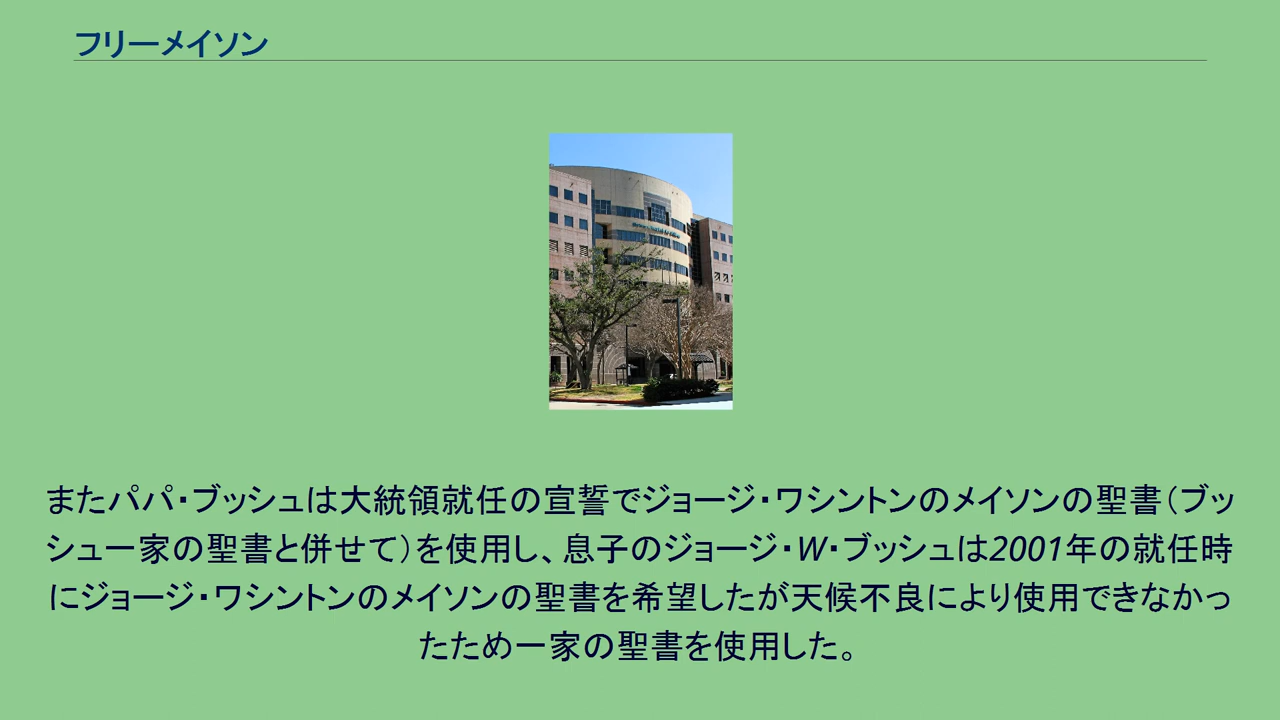 フリーメイソン
またパパ・ブッシュは大統領就任の宣誓でジョージ・ワシントンのメイソンの聖書（ブッ
シュ一家の聖書と併せて）を使用し、息子のジョージ・W・ブッシュは2001年の就任時
にジョージ・ワシントンのメイソンの聖書を希望したが天候不良により使用できなかっ
たため一家の聖書を使用した。